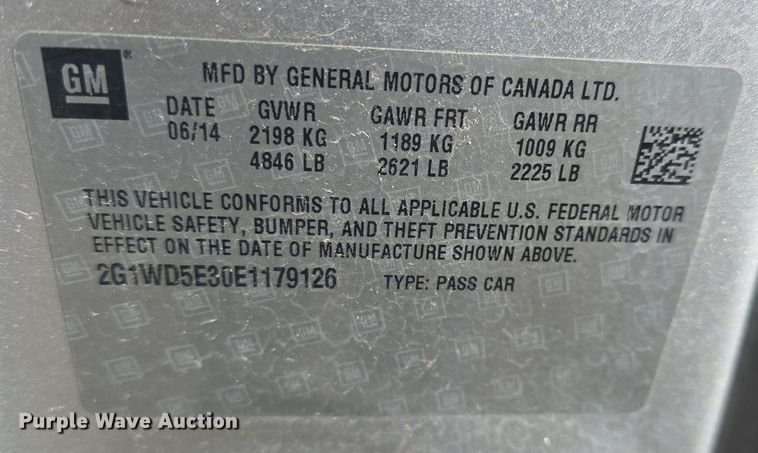 GM®
MFD BY GENERAL MOTORS OF CANADA LTD.
DATE GVWR GAWR FRT GAWR RR
06/14 2198 KG 1189 KG 1009 KG
4846 LB 2621 LB 2225 LB
THIS VEHICLE CONFORMS TO ALL APPLICABLE U.S. FEDERAL MOTOR
VEHICLE SAFETY, BUMPER, AND THEFT PREVENTION STANDARDS IN
EFFECT ON THE DATE OF MANUFACTURE SHOWN ABOVE.
2G1WD5E30E1179126 TYPE: PASS CAR
Purple Wave Auction